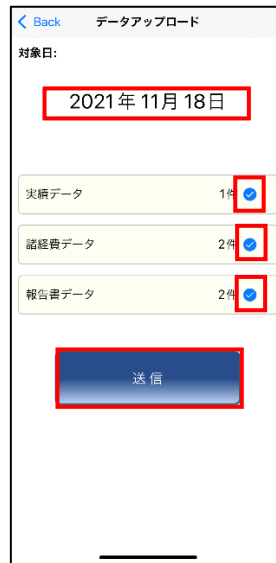 Back データアップロード
対象日:
2021年11月18日
実績データ 1件
諸経費データ 2件
報告書データ 2件
送信